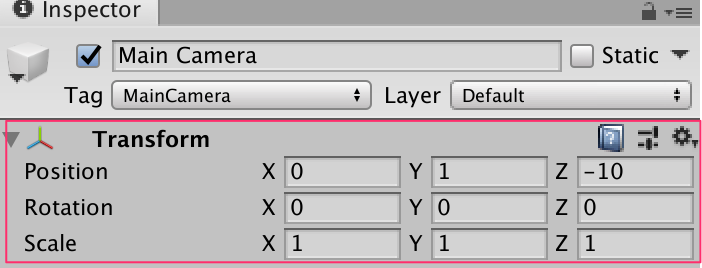 Inspector
Main Camera Static
Tag MainCamera Layer Default
Transform
Position X 0 Y 1 Z -10
Rotation X 0 Y 0 Z 0
Scale X 1 Y 1 Z 1